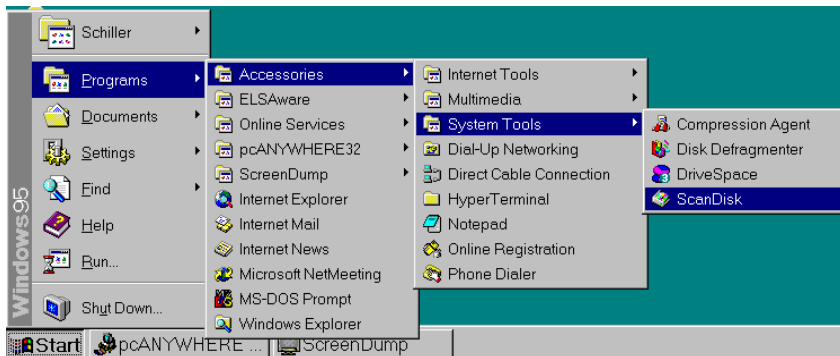 Schiller
Programs
Documents
Settings
Find
Help
Run...
Shut Down...
Windows95
Accessories
ELSAware
Online Services
pcANYWHERE32
ScreenDump
Internet Explorer
Internet Mail
Internet News
Microsoft NetMeeting
MS-DOS Prompt
Windows Explorer
Internet Tools
Multimedia
System Tools
Dial-Up Networking
Direct Cable Connection
HyperTerminal
Notepad
Online Registration
Phone Dialer
Compression Agent
Disk Defragmenter
DriveSpace
ScanDisk
Start
pcANYWHERE ...
ScreenDump